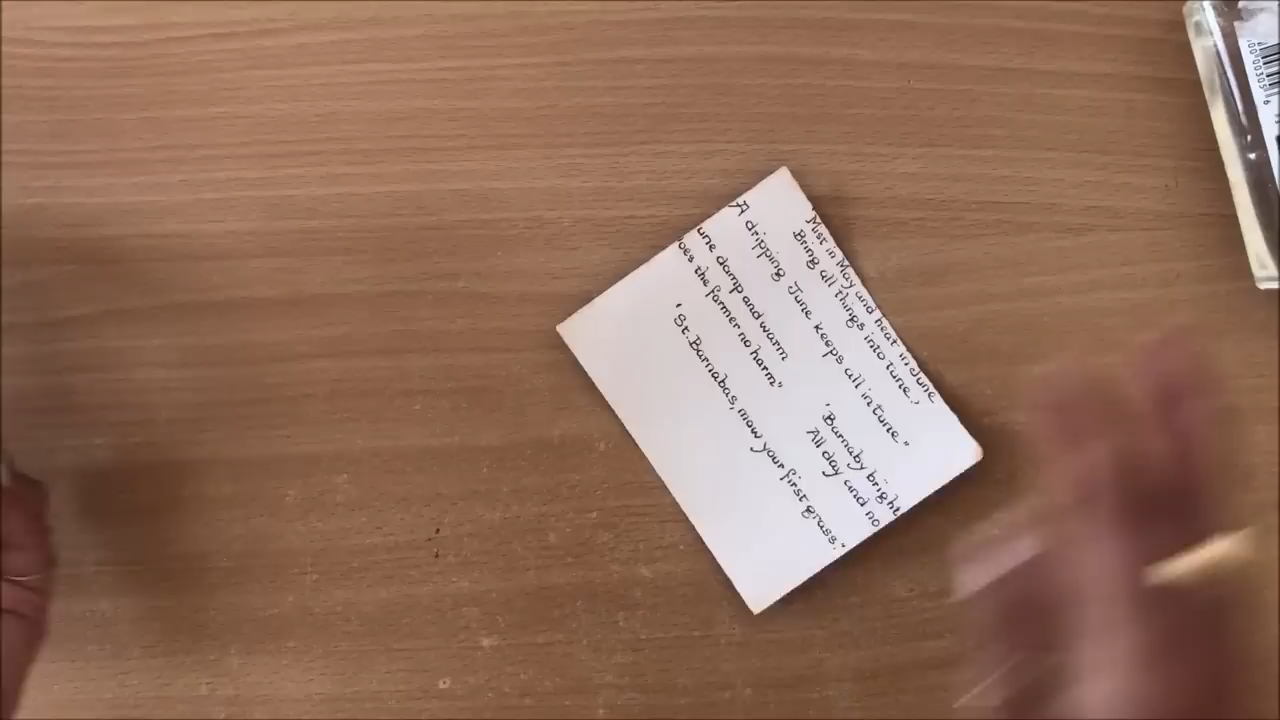 'Mist in May and heat in June
Bring all things into tune.'
A dripping June keeps all in tune"
une damp and warm
oes the farmer no harm"
'Barnaby bright
All day and no
'St. Barnabas, mow your first grass."